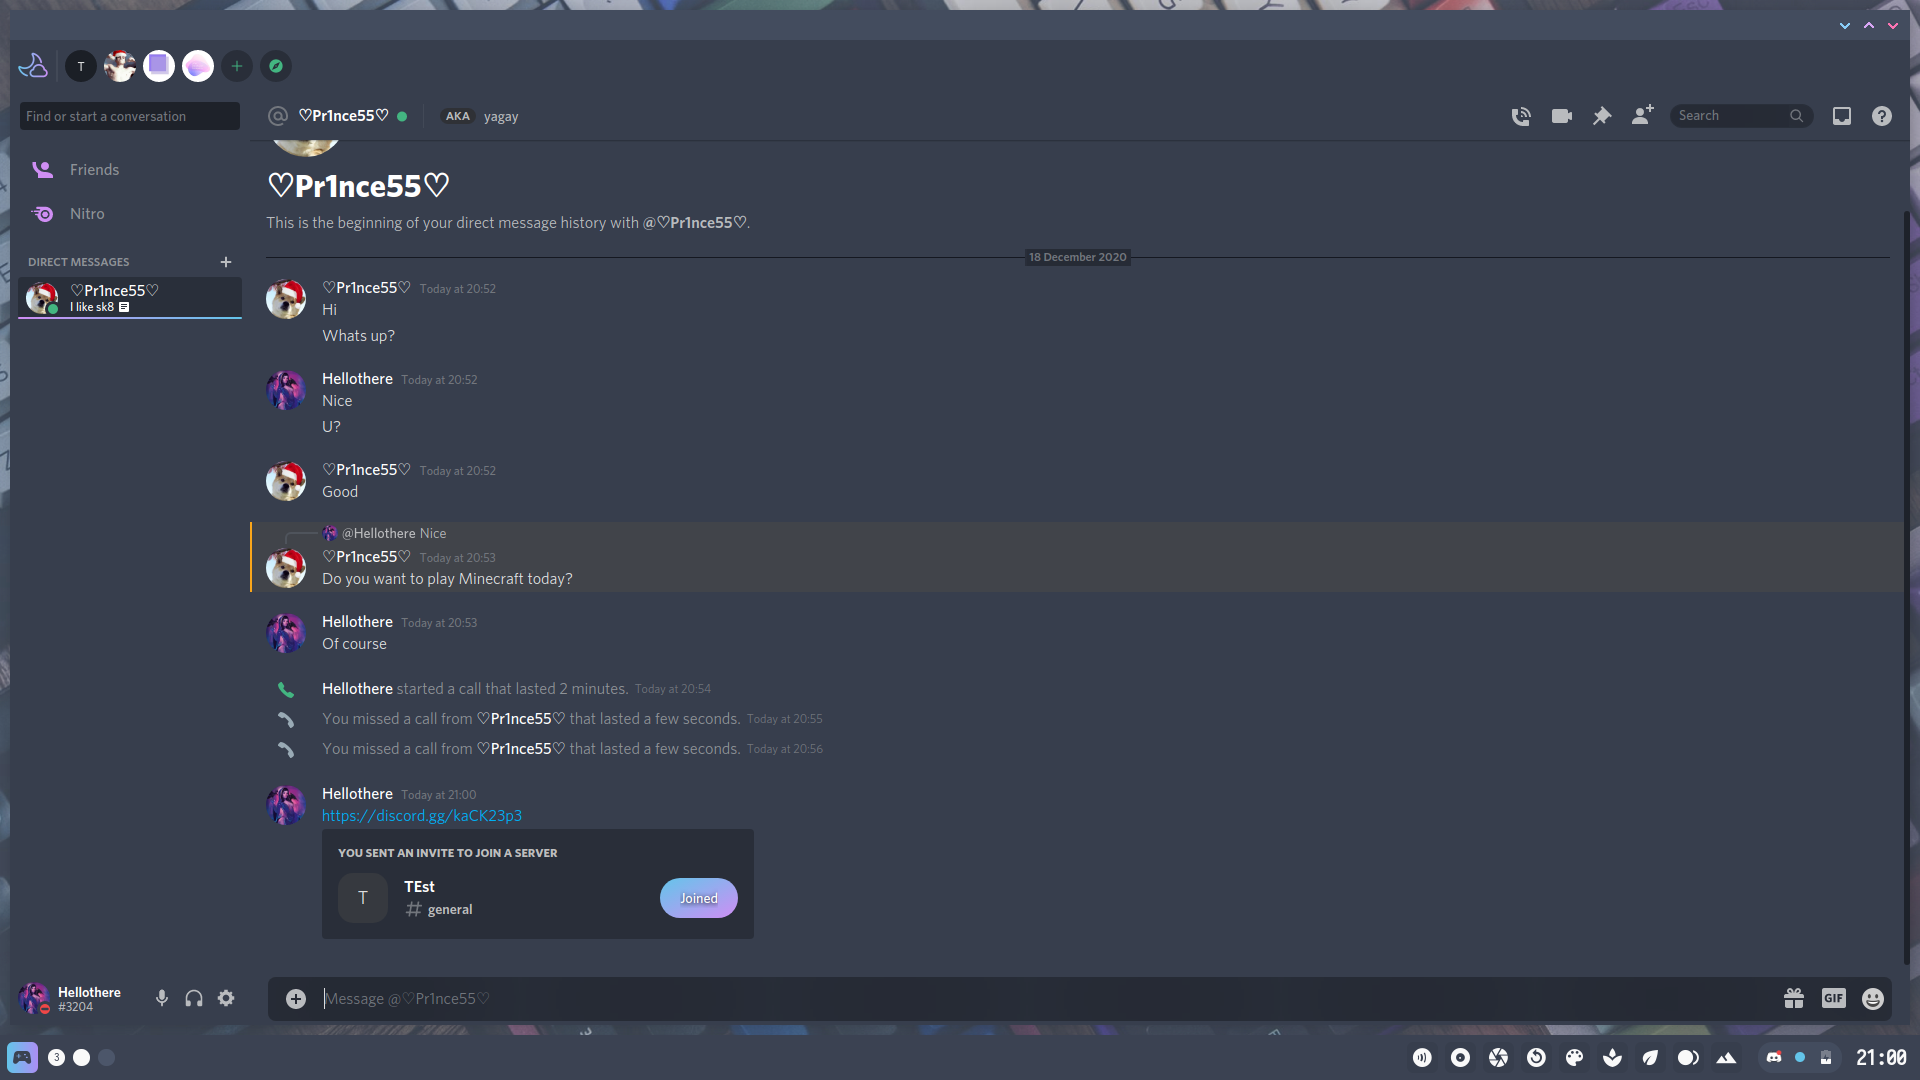 T
Find or start a conversation
@ ♡Pr1nce55♡ AKA yagay
Search
Friends
Nitro
DIRECT MESSAGES
♡Pr1nce55♡
I like sk8
♡Pr1nce55♡
This is the beginning of your direct message history with @♡Pr1nce55♡.
18 December 2020
♡Pr1nce55♡ Today at 20:52
Hi
Whats up?
Hellothere Today at 20:52
Nice
U?
♡Pr1nce55♡ Today at 20:52
Good
@Hellothere Nice
♡Pr1nce55♡ Today at 20:53
Do you want to play Minecraft today?
Hellothere Today at 20:53
Of course
Hellothere started a call that lasted 2 minutes. Today at 20:54
You missed a call from ♡Pr1nce55♡ that lasted a few seconds. Today at 20:55
You missed a call from ♡Pr1nce55♡ that lasted a few seconds. Today at 20:56
Hellothere Today at 21:00
https://discord.gg/kaCK23p3
YOU SENT AN INVITE TO JOIN A SERVER
T
TEst
# general
Joined
Hellothere
#3204
Message @♡Pr1nce55♡
GIF
3
21:00